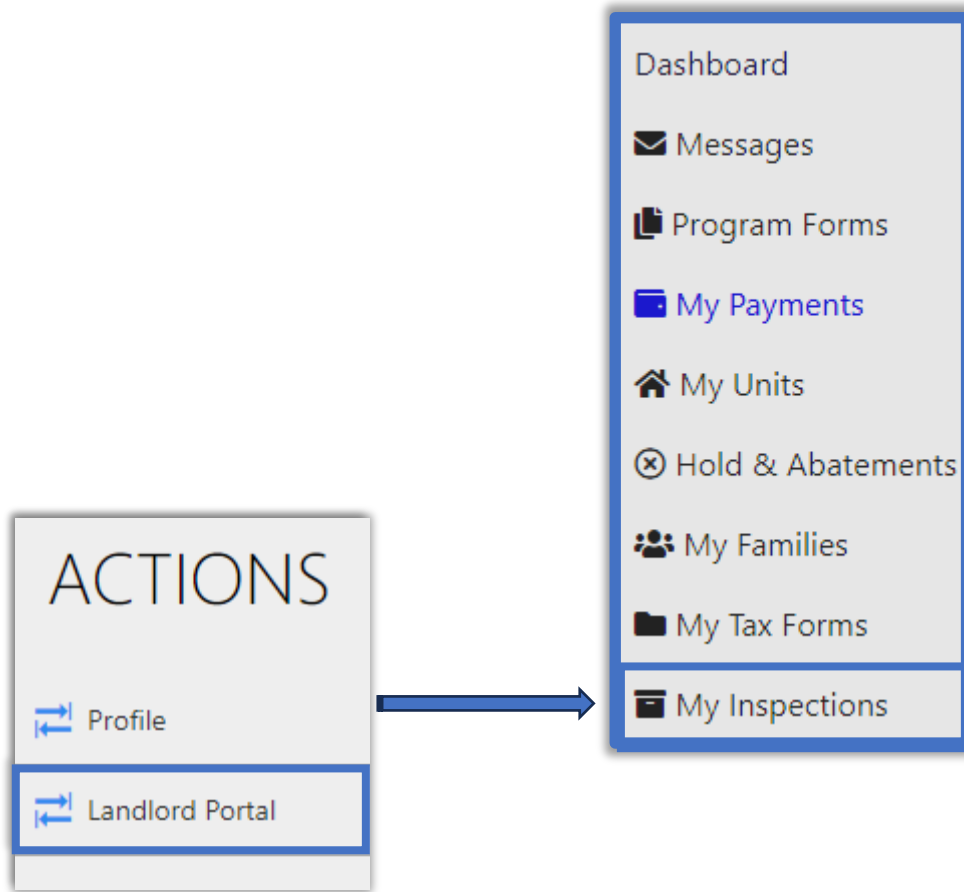 ACTIONS
Profile
Landlord Portal
Dashboard
Messages
Program Forms
My Payments
My Units
Hold & Abatements
My Families
My Tax Forms
My Inspections